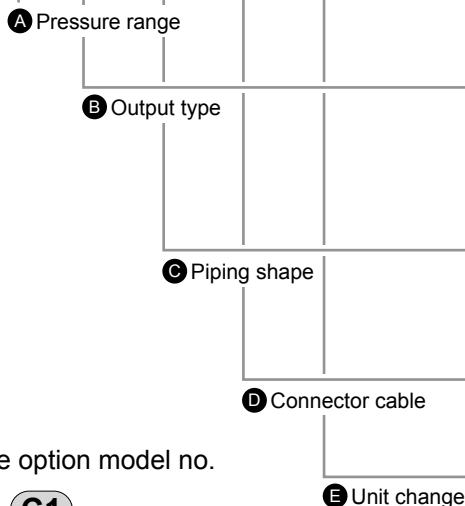 A Pressure range
B Output type
C Piping shape
D Connector cable
e option model no.
E Unit change